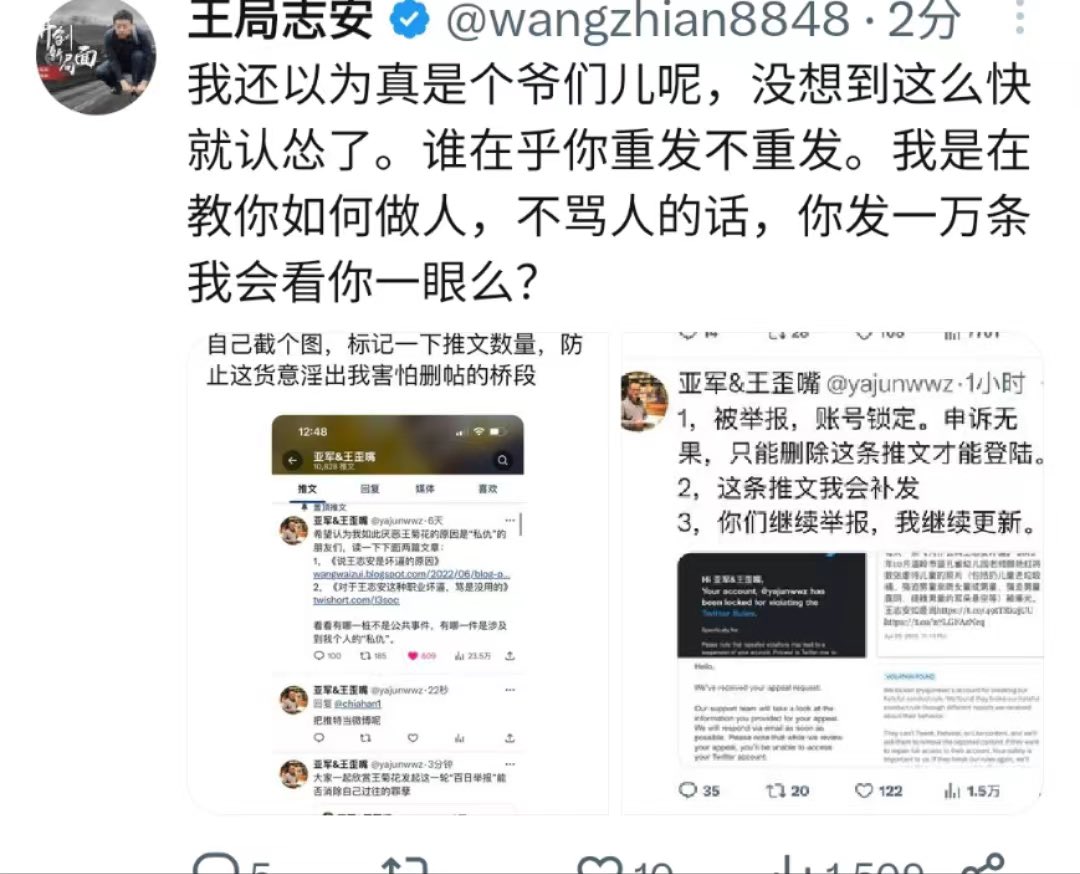 王局志安 @wangzhian8848 · 2分
我还以为真是个爷们儿呢，没想到这么快
就认怂了。谁在乎你重发不重发。我是在
教你如何做人，不骂人的话，你发一万条
我会看你一眼么？
自己截个图，标记一下推文数量，防
止这货意淫出我害怕删帖的桥段
12:48
亚军&王歪嘴
10,828 推文
推文 回复 媒体 喜欢
置顶推文
亚军&王歪嘴 @yajunwwz·6天
希望认为我如此厌恶王菊花的原因是“私仇”的
朋友们，读一下下面两篇文章：
1，《说王志安是坏逼的原因》
wangwaizui.blogspot.com/2022/06/blog-p...
2，《对于王志安这种职业坏逼，骂是没用的》
twishort.com/l3soc
看看有哪一桩不是公共事件，有哪一件是涉及
到我个人的“私仇”。
100 185 609 23.5万
亚军&王歪嘴 @yajunwwz·22秒
回复 @chiahan1
把推特当微博呢
亚军&王歪嘴 @yajunwwz·3分钟
大家一起欣赏王菊花发起这一轮“百日举报”能
否消除自己过往的罪孽
亚军&王歪嘴 @yajunwwz·1小时
1，被举报，账号锁定。申诉无
果，只能删除这条推文才能登陆。
2，这条推文我会补发
3，你们继续举报，我继续更新。
Hi 亚军&王歪嘴,
Your account, @yajunwwz has
been locked for violating the
Twitter Rules.
Specifically for:
Hello,
We've received your appeal request.
Our support team will take a look at the
information you provided for your appeal.
We will respond via email as soon as
possible. Please note that while we review
your appeal, you'll be unable to access
your Twitter account.
VIOLATION FOUND
35 20 122 1.5万